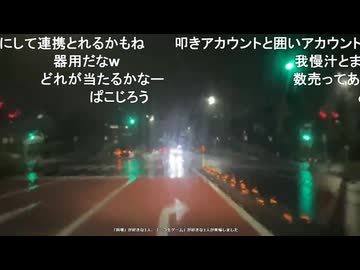 にして連携とれるかもね 叩きアカウントと囲いアカウント
器用だなw 我慢汁とま
どれが当たるかなー 数売ってあ
ぱこじろう